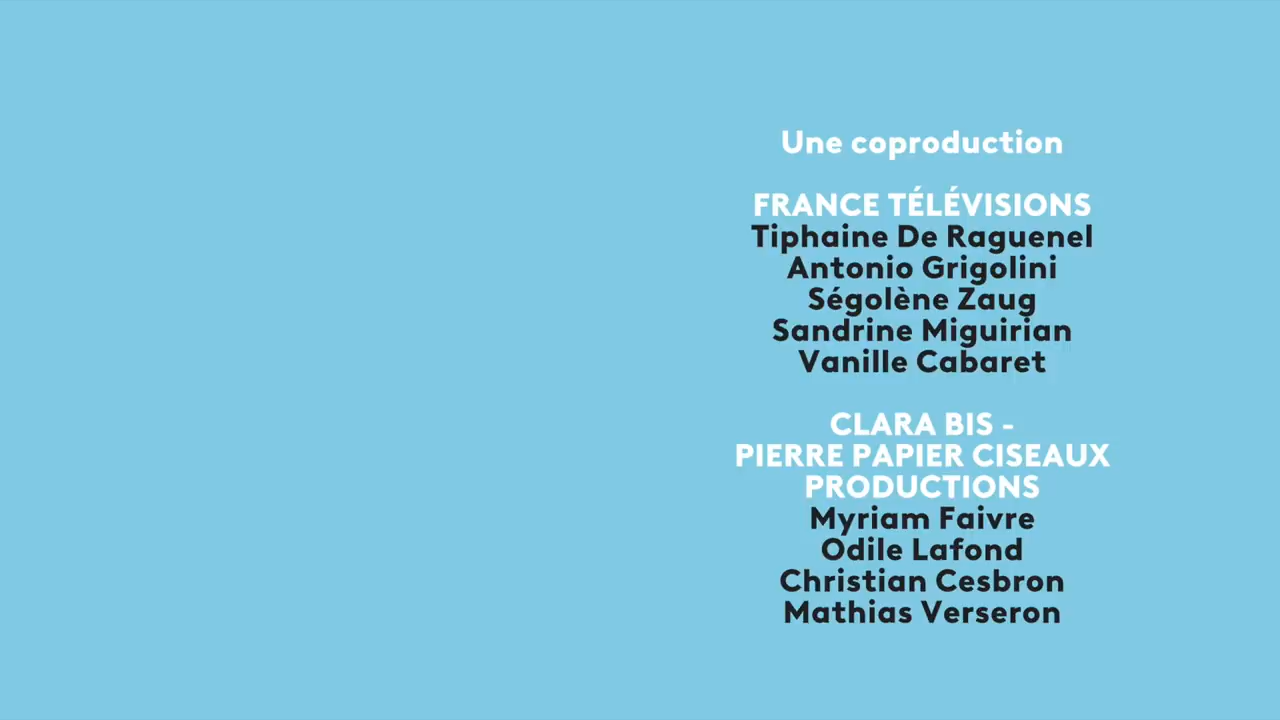 Une coproduction
FRANCE TÉLÉVISIONS
Tiphaine De Raguenel
Antonio Grigolini
Ségolène Zaug
Sandrine Miguirian
Vanille Cabaret
CLARA BIS -
PIERRE PAPIER CISEAUX
PRODUCTIONS
Myriam Faivre
Odile Lafond
Christian Cesbron
Mathias Verseron